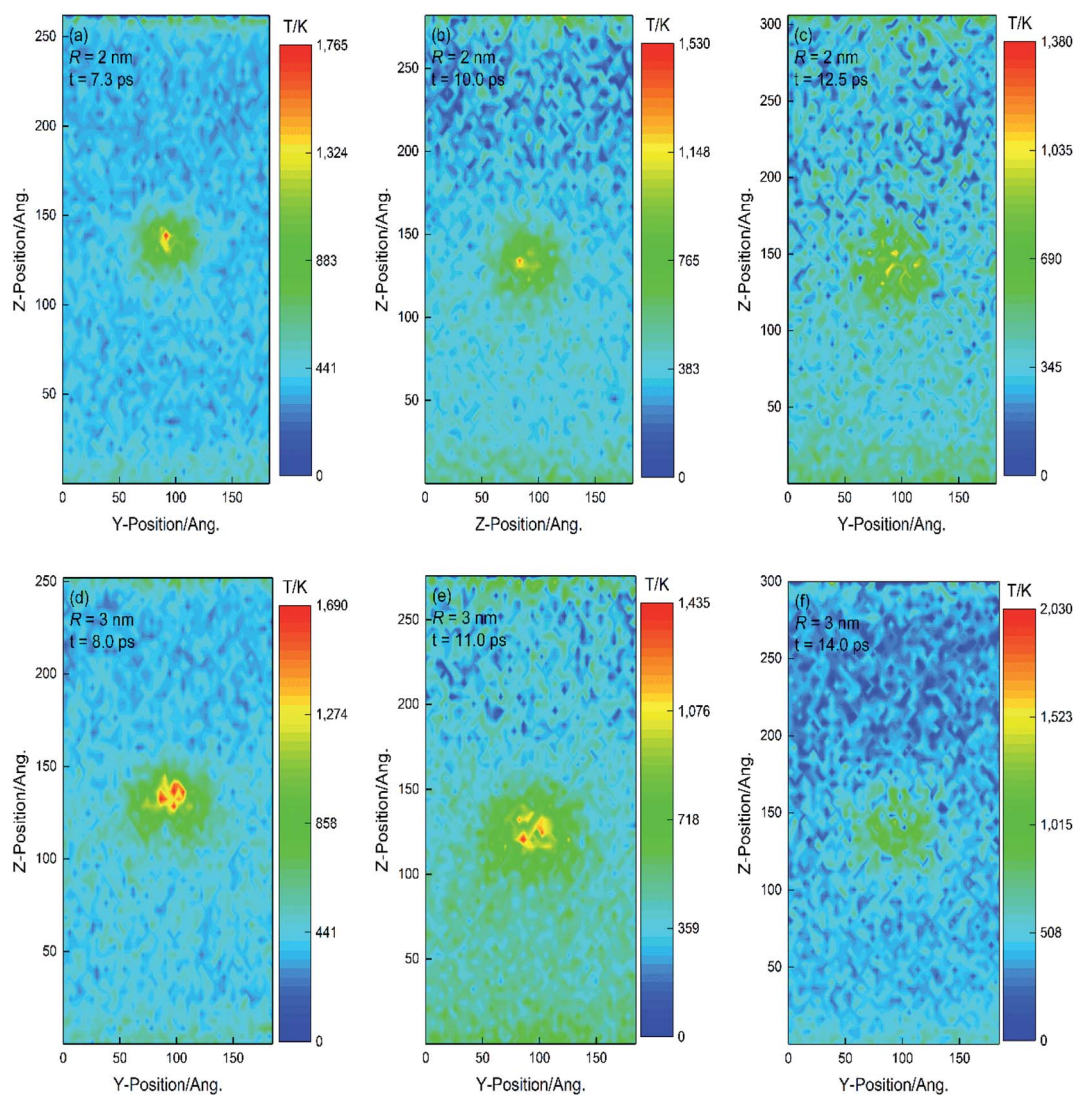 (a)
R = 2 nm
t = 7.3 ps
T/K
1,765
1,324
883
441
0
250
200
150
100
50
0
50
100
150
Z-Position/Ang.
Y-Position/Ang.
(b)
R = 2 nm
t = 10.0 ps
T/K
1,530
1,148
765
383
0
250
200
150
100
50
0
50
100
150
Z-Position/Ang.
Z-Position/Ang.
(c)
R = 2 nm
t = 12.5 ps
T/K
1,380
1,035
690
345
0
300
250
200
150
100
50
0
50
100
150
Z-Position/Ang.
Y-Position/Ang.
(d)
R = 3 nm
t = 8.0 ps
T/K
1,690
1,274
858
441
0
250
200
150
100
50
0
50
100
150
Z-Position/Ang.
Y-Position/Ang.
(e)
R = 3 nm
t = 11.0 ps
T/K
1,435
1,076
718
359
0
250
200
150
100
50
0
50
100
150
Z-Position/Ang.
Y-Position/Ang.
(f)
R = 3 nm
t = 14.0 ps
T/K
2,030
1,523
1,015
508
0
300
250
200
150
100
50
0
50
100
150
Z-Position/Ang.
Y-Position/Ang.